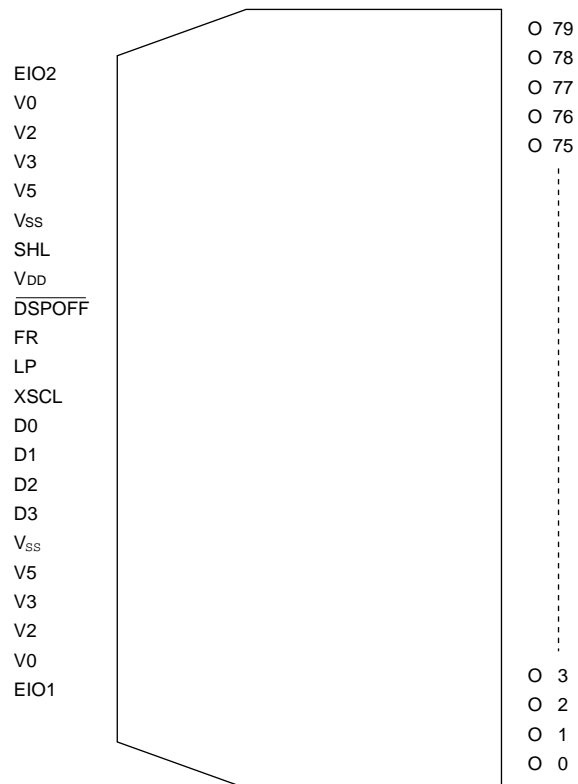 EIO2
V0
V2
V3
V5
VSS
SHL
VDD
DSPOFF
FR
LP
XSCL
D0
D1
D2
D3
VSS
V5
V3
V2
V0
EIO1
O 79
O 78
O 77
O 76
O 75
O 3
O 2
O 1
O 0